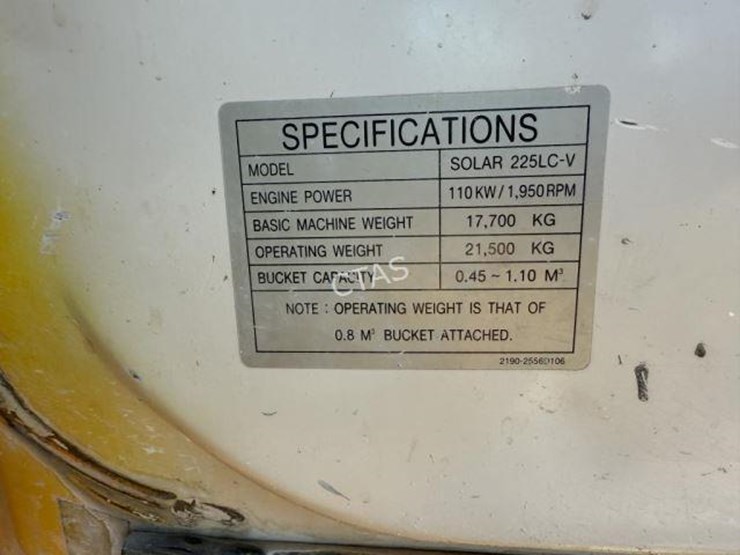 SPECIFICATIONS
MODEL SOLAR 225LC-V
ENGINE POWER 110KW/1,950RPM
BASIC MACHINE WEIGHT 17,700 KG
OPERATING WEIGHT 21,500 KG
BUCKET CAPACITY 0.45 ~ 1.10 M³
CTAS
NOTE : OPERATING WEIGHT IS THAT OF
0.8 M³ BUCKET ATTACHED.
2190-2556D106